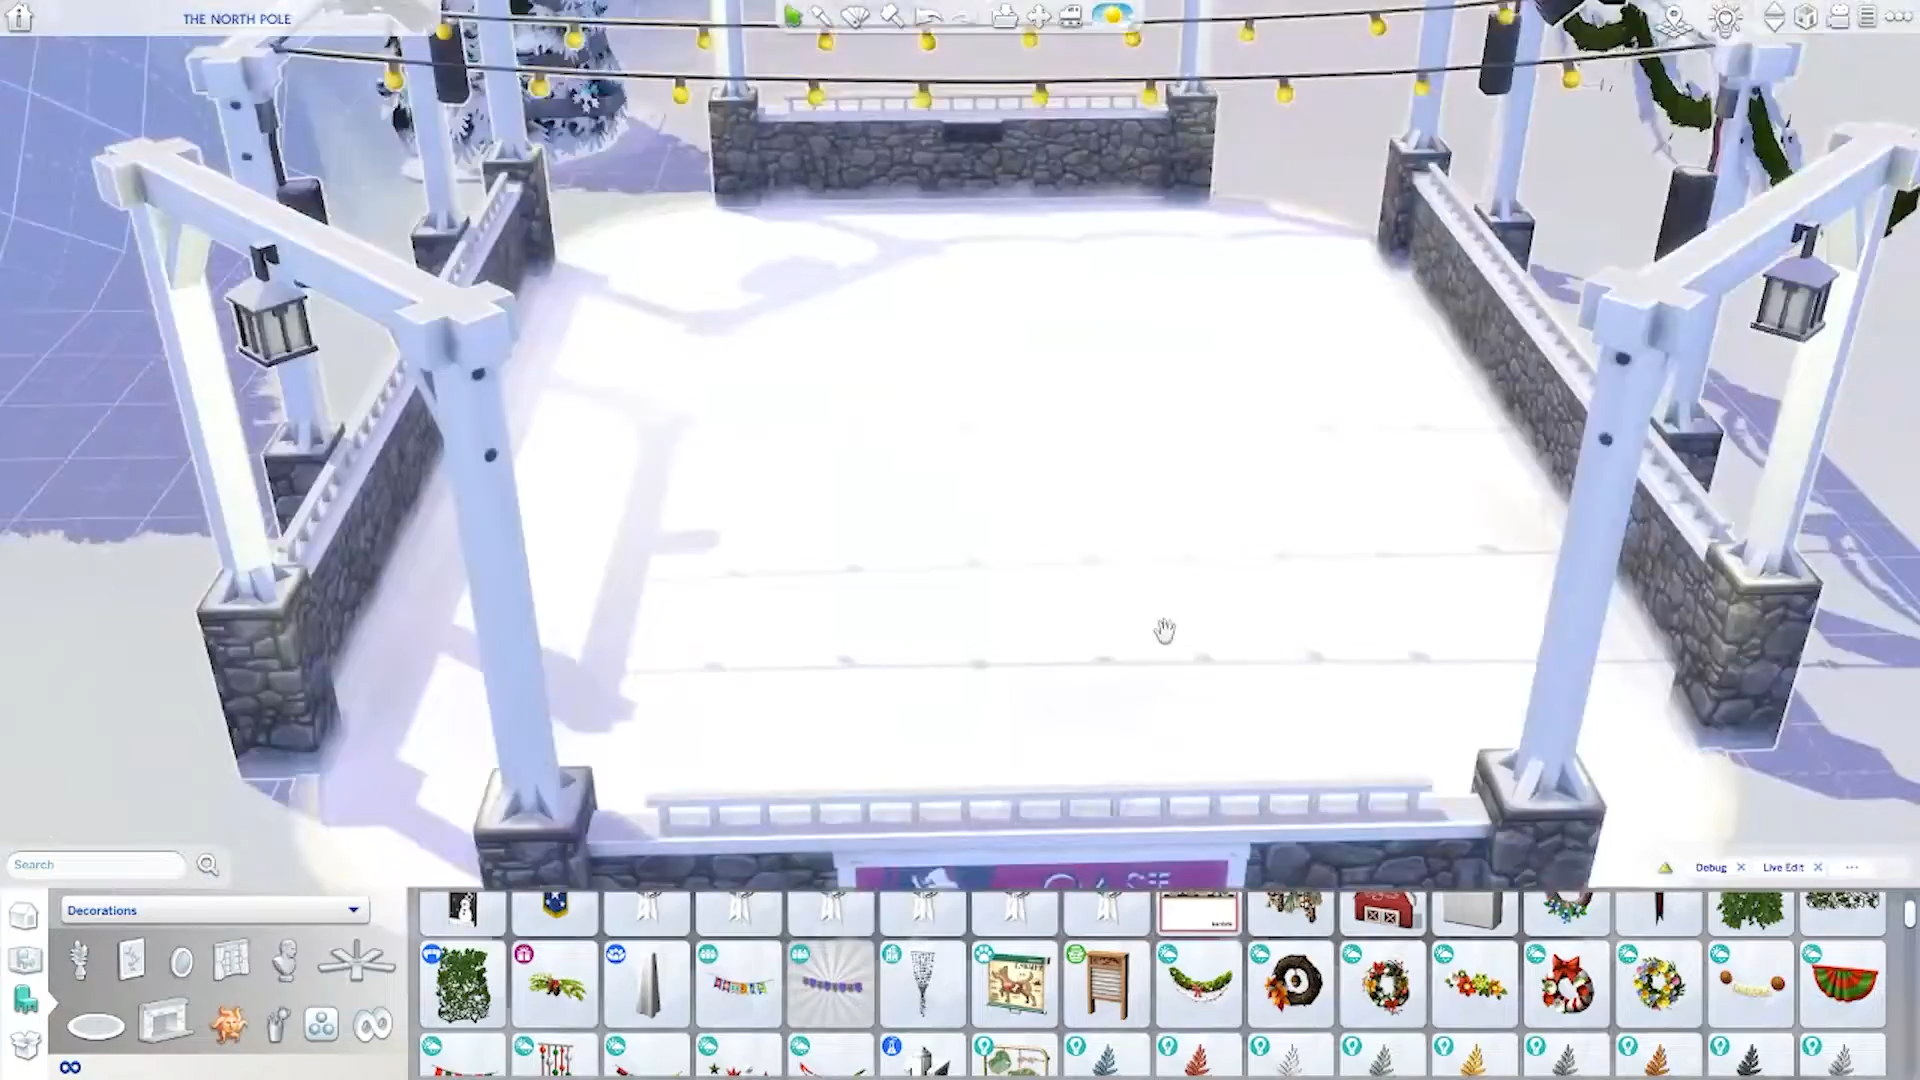 THE NORTH POLE
Search
Debug
Live Edit
Decorations